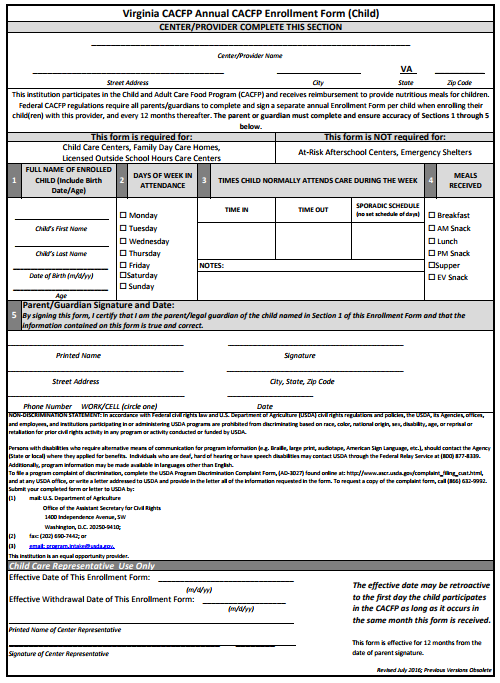 Virginia CACFP Annual CACFP Enrollment Form (Child)
CENTER/PROVIDER COMPLETE THIS SECTION
Center/Provider Name
VA
Street Address City State Zip Code
This institution participates in the Child and Adult Care Food Program (CACFP) and receives reimbursement to provide nutritious meals for children.
Federal CACFP regulations require all parents/guardians to complete and sign a separate annual Enrollment Form per child when enrolling their
child(ren) with this provider, and every 12 months thereafter. The parent or guardian must complete and ensure accuracy of Sections 1 through 5
below.
This form is required for: This form is NOT required for:
Child Care Centers, Family Day Care Homes,
Licensed Outside School Hours Care Centers
At-Risk Afterschool Centers, Emergency Shelters
1 FULL NAME OF ENROLLED CHILD (Include Birth Date/Age)
2 DAYS OF WEEK IN ATTENDANCE
3 TIMES CHILD NORMALLY ATTENDS CARE DURING THE WEEK
4 MEALS RECEIVED
TIME IN TIME OUT SPORADIC SCHEDULE
(no set schedule of days)
Child's First Name
Child's Last Name
Date of Birth (m/d/yy)
Age
Monday
Tuesday
Wednesday
Thursday
Friday
Saturday
Sunday
NOTES:
Breakfast
AM Snack
Lunch
PM Snack
Supper
EV Snack
5 Parent/Guardian Signature and Date:
By signing this form, I certify that I am the parent/legal guardian of the child named in Section 1 of this Enrollment Form and that the
information contained on this form is true and correct.
Printed Name Signature
Street Address City, State, Zip Code
Phone Number WORK/CELL (circle one) Date
NON-DISCRIMINATION STATEMENT: In accordance with Federal civil rights law and U.S. Department of Agriculture (USDA) civil rights regulations and policies, the USDA, its Agencies, offices,
and employees, and institutions participating in or administering USDA programs are prohibited from discriminating based on race, color, national origin, sex, disability, age, or reprisal or
retaliation for prior civil rights activity in any program or activity conducted or funded by USDA.
Persons with disabilities who require alternative means of communication for program information (e.g. Braille, large print, audiotape, American Sign Language, etc.), should contact the Agency
(State or local) where they applied for benefits. Individuals who are deaf, hard of hearing or have speech disabilities may contact USDA through the Federal Relay Service at (800) 877-8339.
Additionally, program information may be made available in languages other than English.
To file a program complaint of discrimination, complete the USDA Program Discrimination Complaint Form, (AD-3027) found online at: http://www.ascr.usda.gov/complaint_filing_cust.html,
and at any USDA office, or write a letter addressed to USDA and provide in the letter all of the information requested in the form. To request a copy of the complaint form, call (866) 632-9992.
Submit your completed form or letter to USDA by:
(1) mail: U.S. Department of Agriculture
Office of the Assistant Secretary for Civil Rights
1400 Independence Avenue, SW
Washington, D.C. 20250-9410;
(2) fax: (202) 690-7442; or
(3) email: program.intake@usda.gov.
This institution is an equal opportunity provider.
Child Care Representative Use Only
Effective Date of This Enrollment Form:
(m/d/yy)
Effective Withdrawal Date of This Enrollment Form:
(m/d/yy)
Printed Name of Center Representative
Signature of Center Representative
The effective date may be retroactive
to the first day the child participates
in the CACFP as long as it occurs in
the same month this form is received.
This form is effective for 12 months from the
date of parent signature.
Revised July 2016; Previous Versions Obsolete